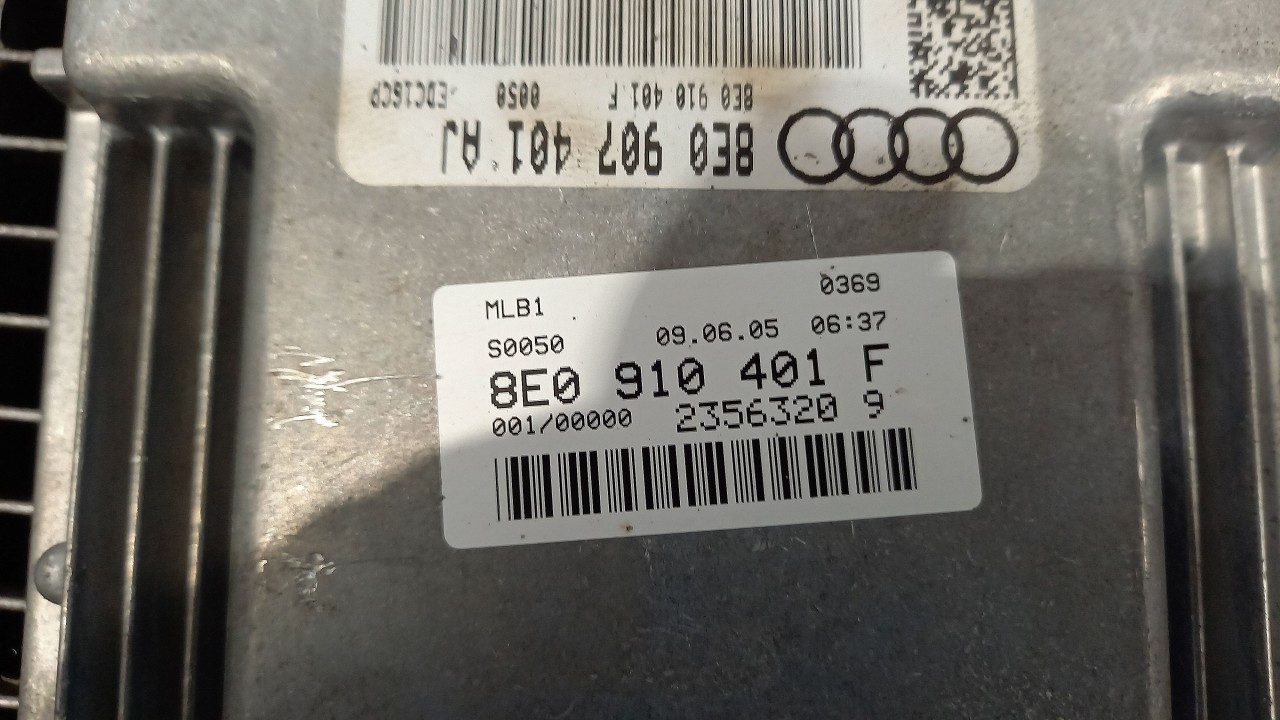 8E0 910 401 F 0050 .EDC16CP
8E0 907 401 AJ
MLB1 0369
S0050 09.06.05 06:37
8E0 910 401 F
001/00000 2356320 9